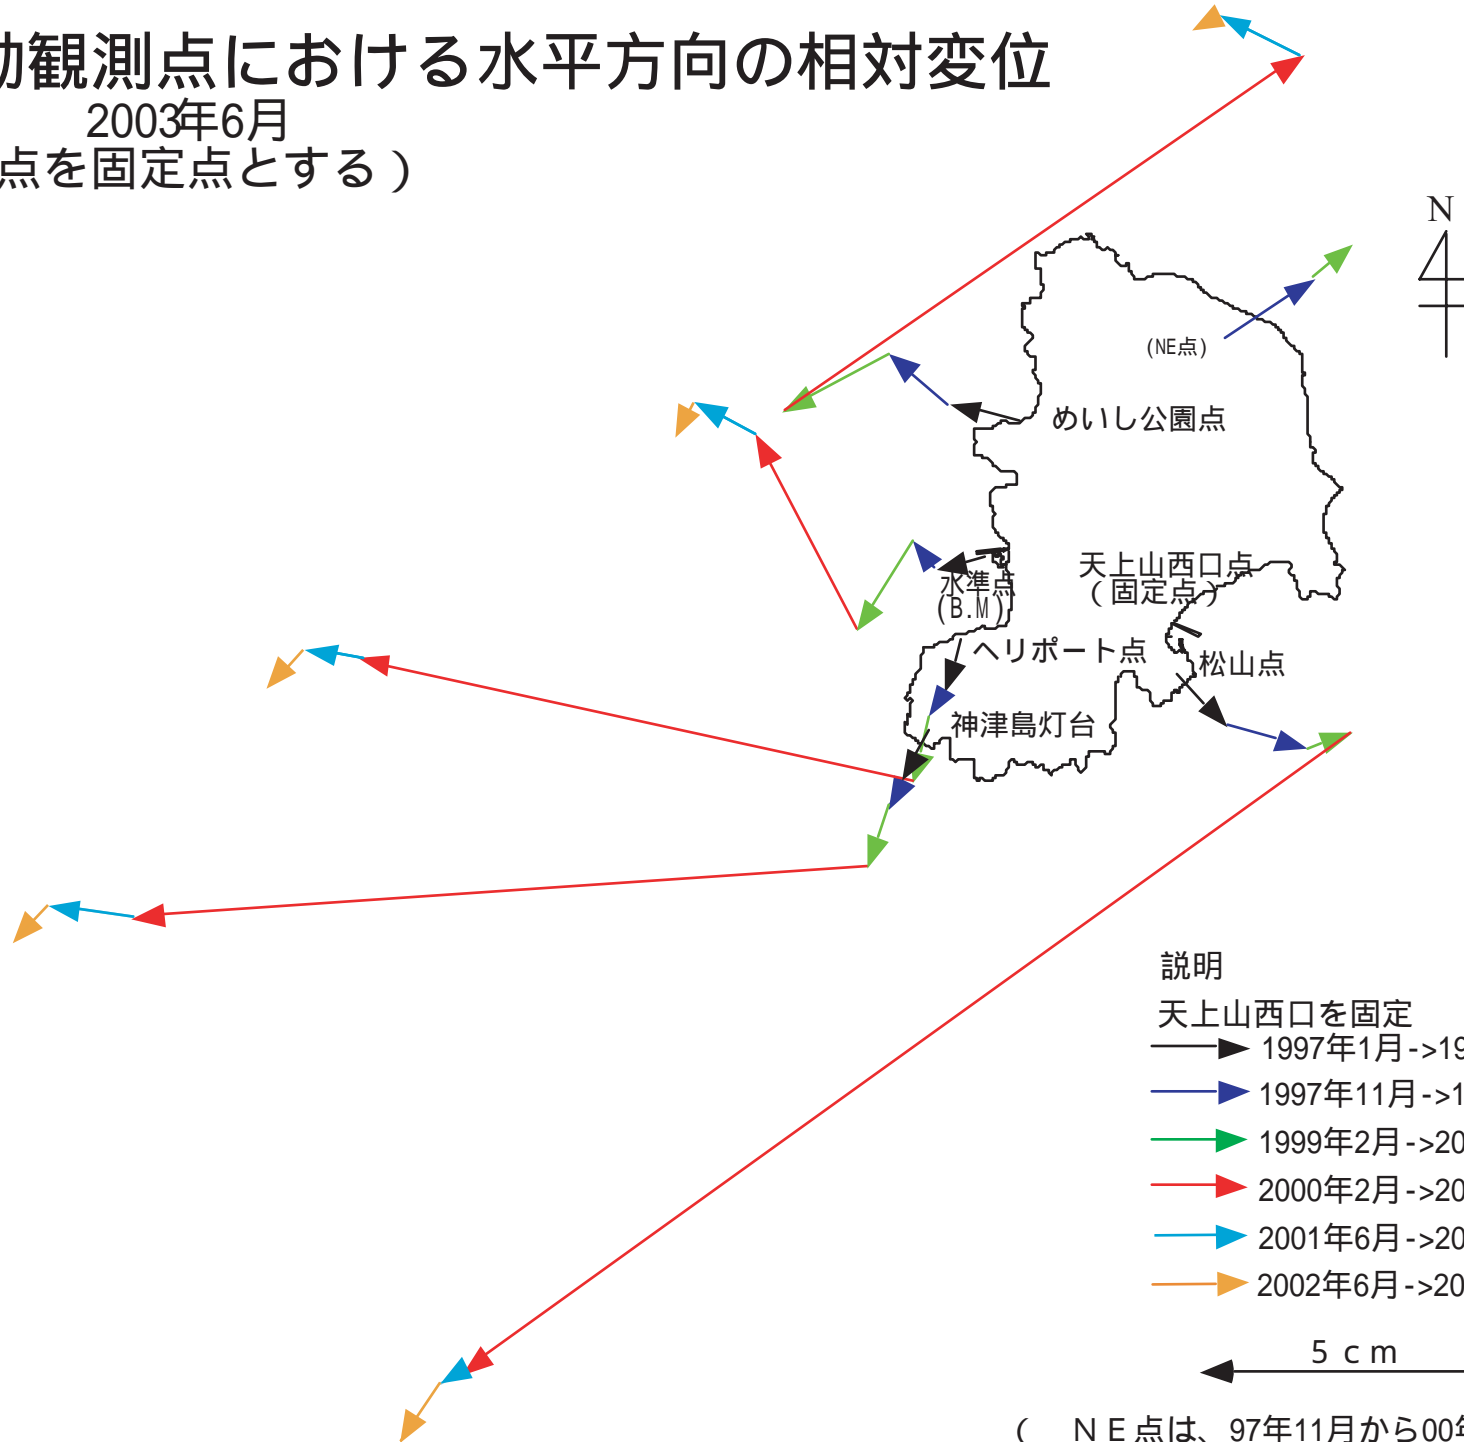 観測点における水平方向の相対変位
2003年6月
点を固定点とする）
N
(NE点)
めいし公園点
天上山西口点
（固定点）
水準点
(B.M)
ヘリポート点
松山点
神津島灯台
説明
天上山西口を固定
1997年1月->19
1997年11月->1
1999年2月->20
2000年2月->20
2001年6月->20
2002年6月->20
5 cm
（　NE点は、97年11月から00年